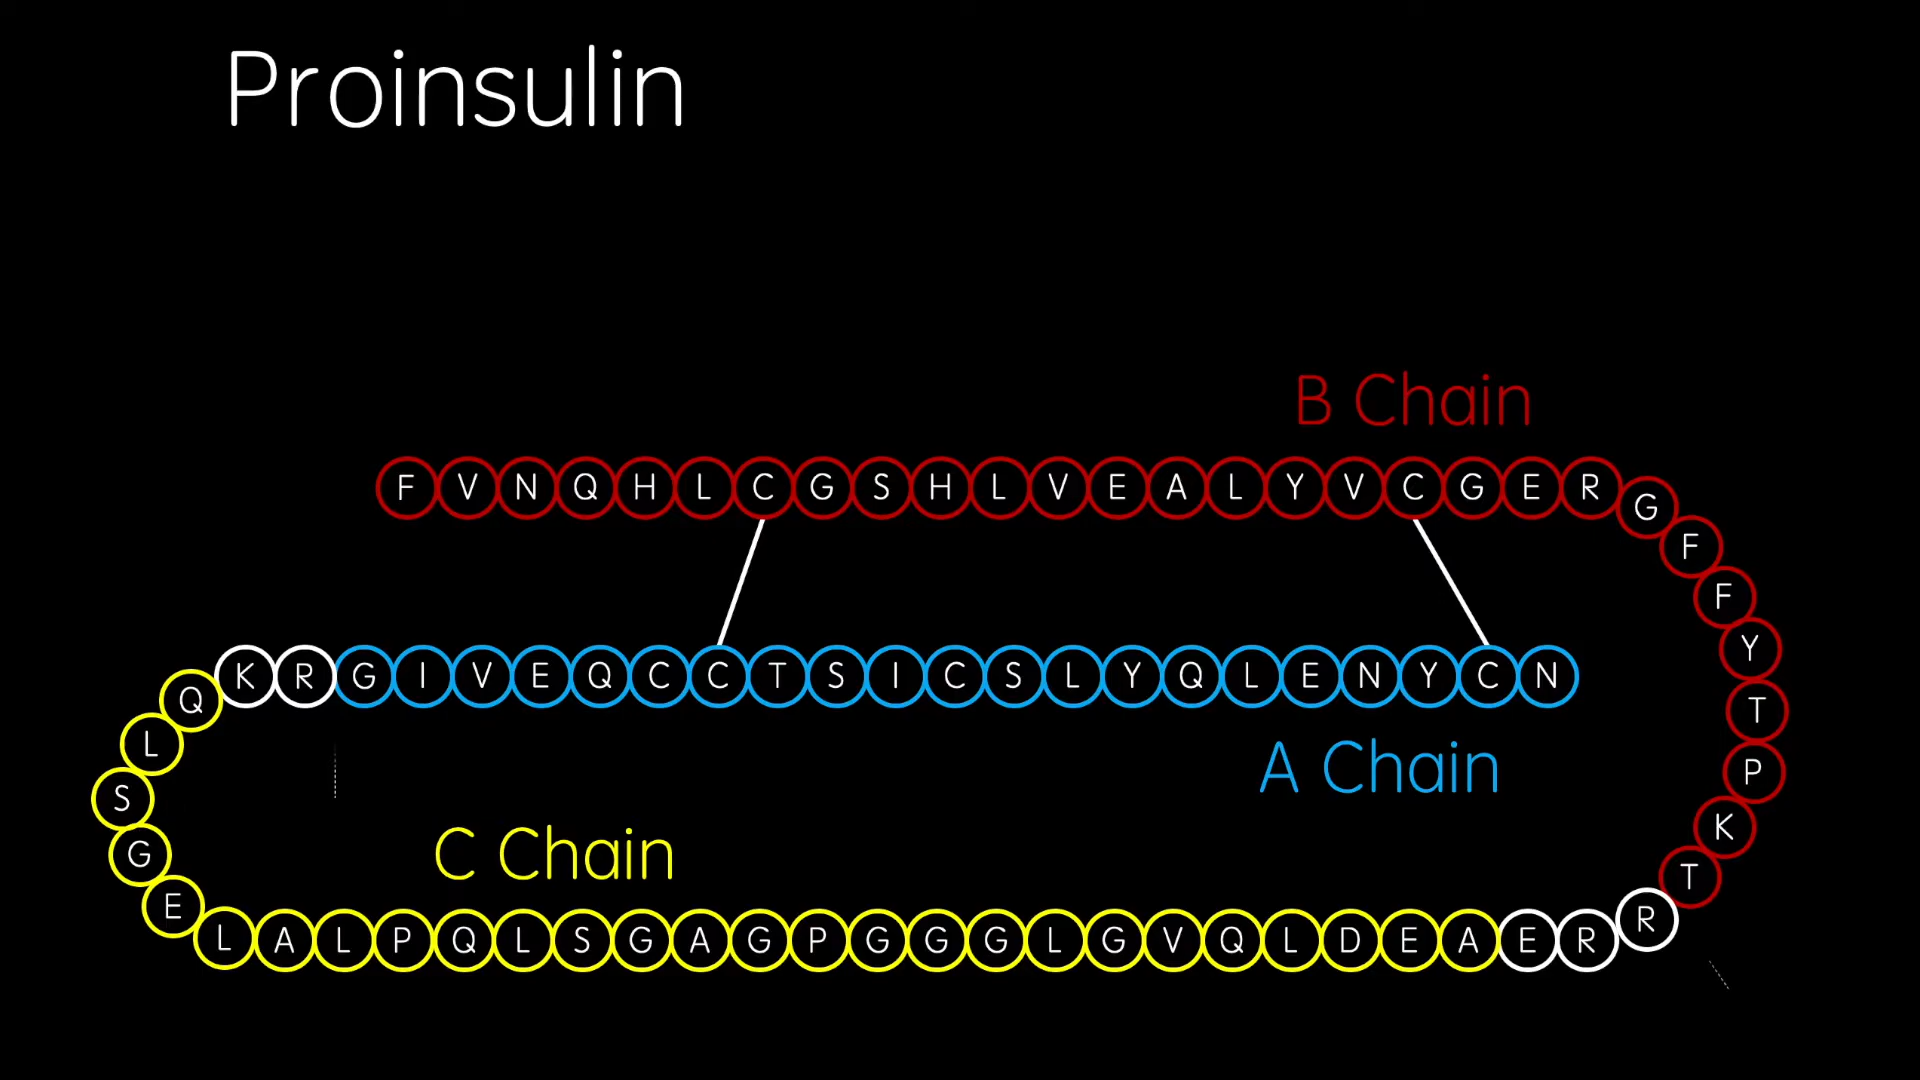 Proinsulin
B Chain
F V N Q H L C G S H L V E A L Y V C G E R G F F Y T P K T R
K R G I V E Q C C T S I C S L Y Q L E N Y C N
A Chain
C Chain
Q L S G E L A L P Q L S G A G P G G G L G V Q L D E A E R